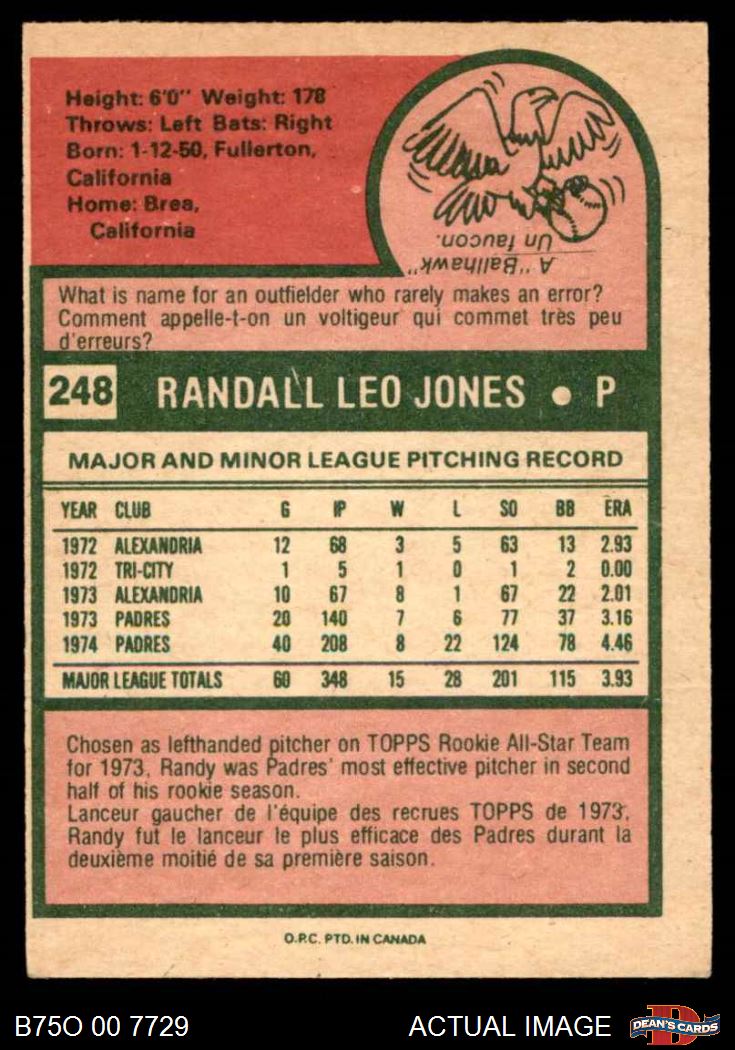 Height: 6'0" Weight: 178
Throws: Left Bats: Right
Born: 1-12-50, Fullerton,
California
Home: Brea,
California
A "Ballhawk"
Un faucon.
What is name for an outfielder who rarely makes an error?
Comment appelle-t-on un voltigeur qui commet très peu
d'erreurs?
248 RANDALL LEO JONES ● P
MAJOR AND MINOR LEAGUE PITCHING RECORD
YEAR CLUB G IP W L SO BB ERA
1972 ALEXANDRIA 12 68 3 5 63 13 2.93
1972 TRI-CITY 1 5 1 0 1 2 0.00
1973 ALEXANDRIA 10 67 8 1 67 22 2.01
1973 PADRES 20 140 7 6 77 37 3.16
1974 PADRES 40 208 8 22 124 78 4.46
MAJOR LEAGUE TOTALS 60 348 15 28 201 115 3.93
Chosen as lefthanded pitcher on TOPPS Rookie All-Star Team
for 1973, Randy was Padres' most effective pitcher in second
half of his rookie season.
Lanceur gaucher de l'équipe des recrues TOPPS de 1973,
Randy fut le lanceur le plus efficace des Padres durant la
deuxième moitié de sa première saison.
O.P.C. PTD. IN CANADA
B75O 00 7729
ACTUAL IMAGE
D
DEAN'S CARDS